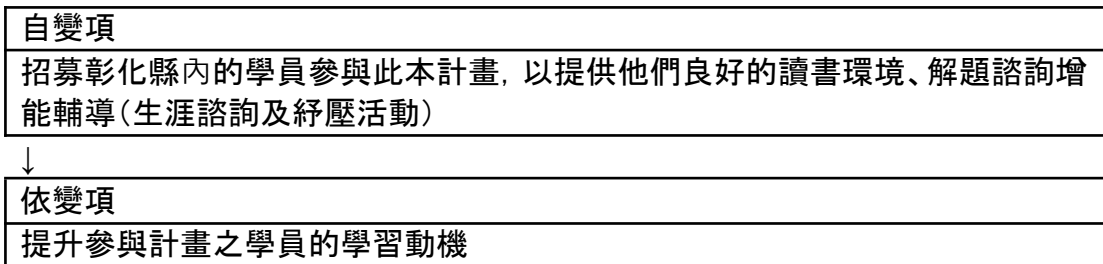 自變項
招募彰化縣內的學員參與此本計畫, 以提供他們良好的讀書環境、解題諮詢增
能輔導(生涯諮詢及紓壓活動)
↓
依變項
提升參與計畫之學員的學習動機